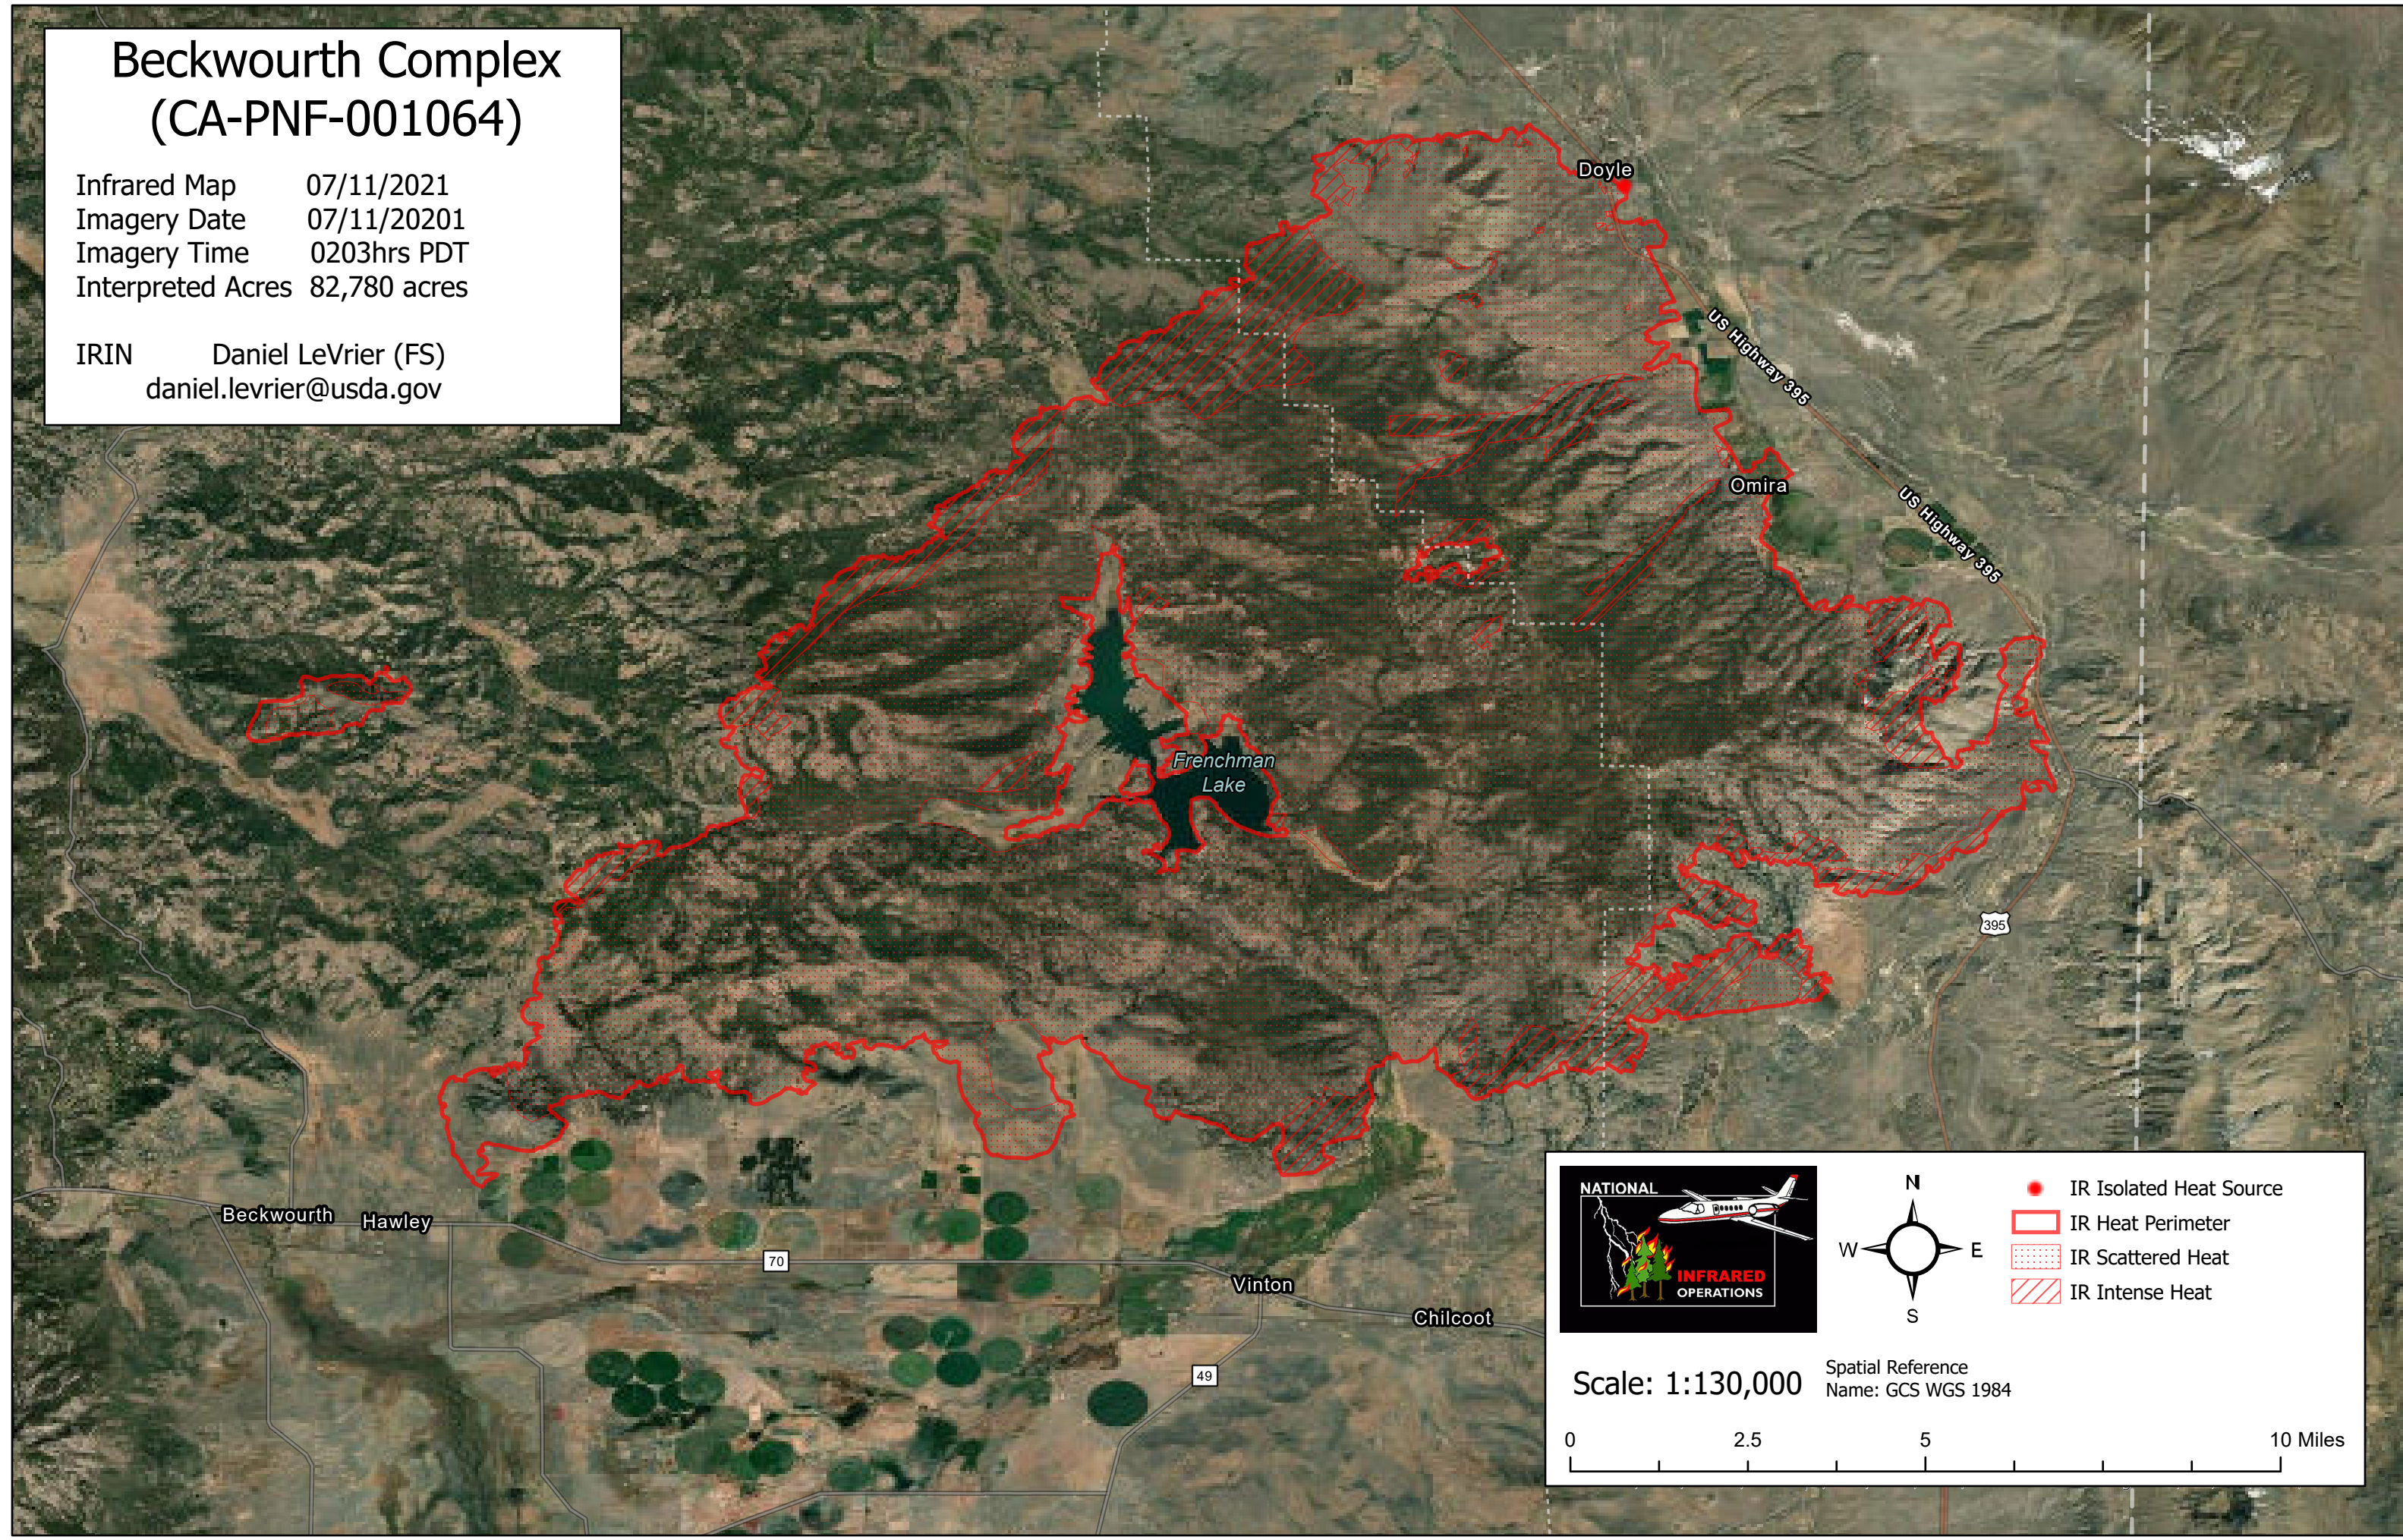 Beckwourth Complex
(CA-PNF-001064)
Infrared Map 07/11/2021
Imagery Date 07/11/20201
Imagery Time 0203hrs PDT
Interpreted Acres 82,780 acres
IRIN Daniel LeVrier (FS)
daniel.levrier@usda.gov
Doyle
US Highway 395
Omira
US Highway 395
Frenchman
Lake
395
Beckwourth
Hawley
70
Vinton
Chilcoot
49
NATIONAL
INFRARED
OPERATIONS
N
W E
S
IR Isolated Heat Source
IR Heat Perimeter
IR Scattered Heat
IR Intense Heat
Scale: 1:130,000
Spatial Reference
Name: GCS WGS 1984
0 2.5 5 10 Miles